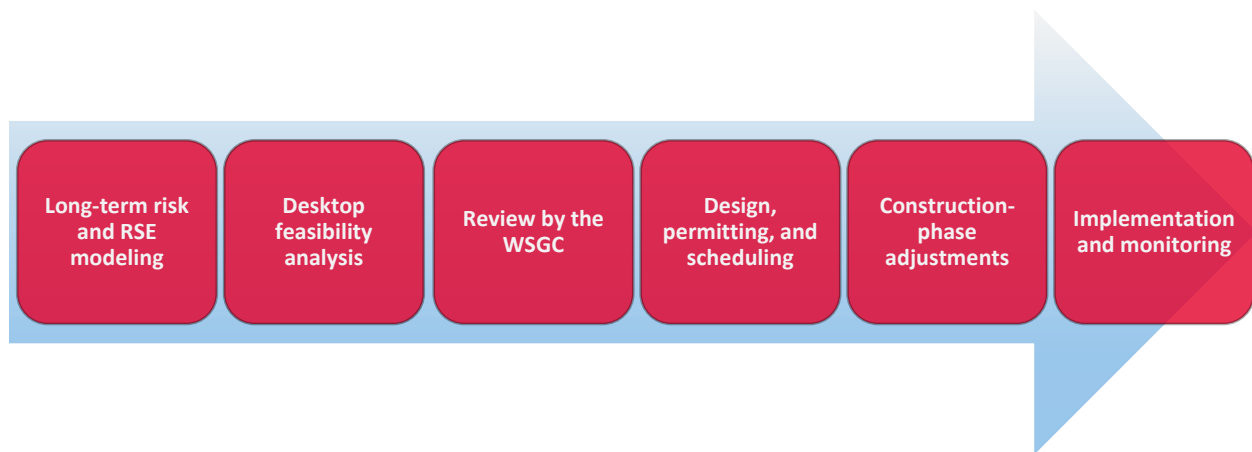 Long-term risk
and RSE
modeling
Desktop
feasibility
analysis
Review by the
WSGC
Design,
permitting, and
scheduling
Construction-
phase
adjustments
Implementation
and monitoring